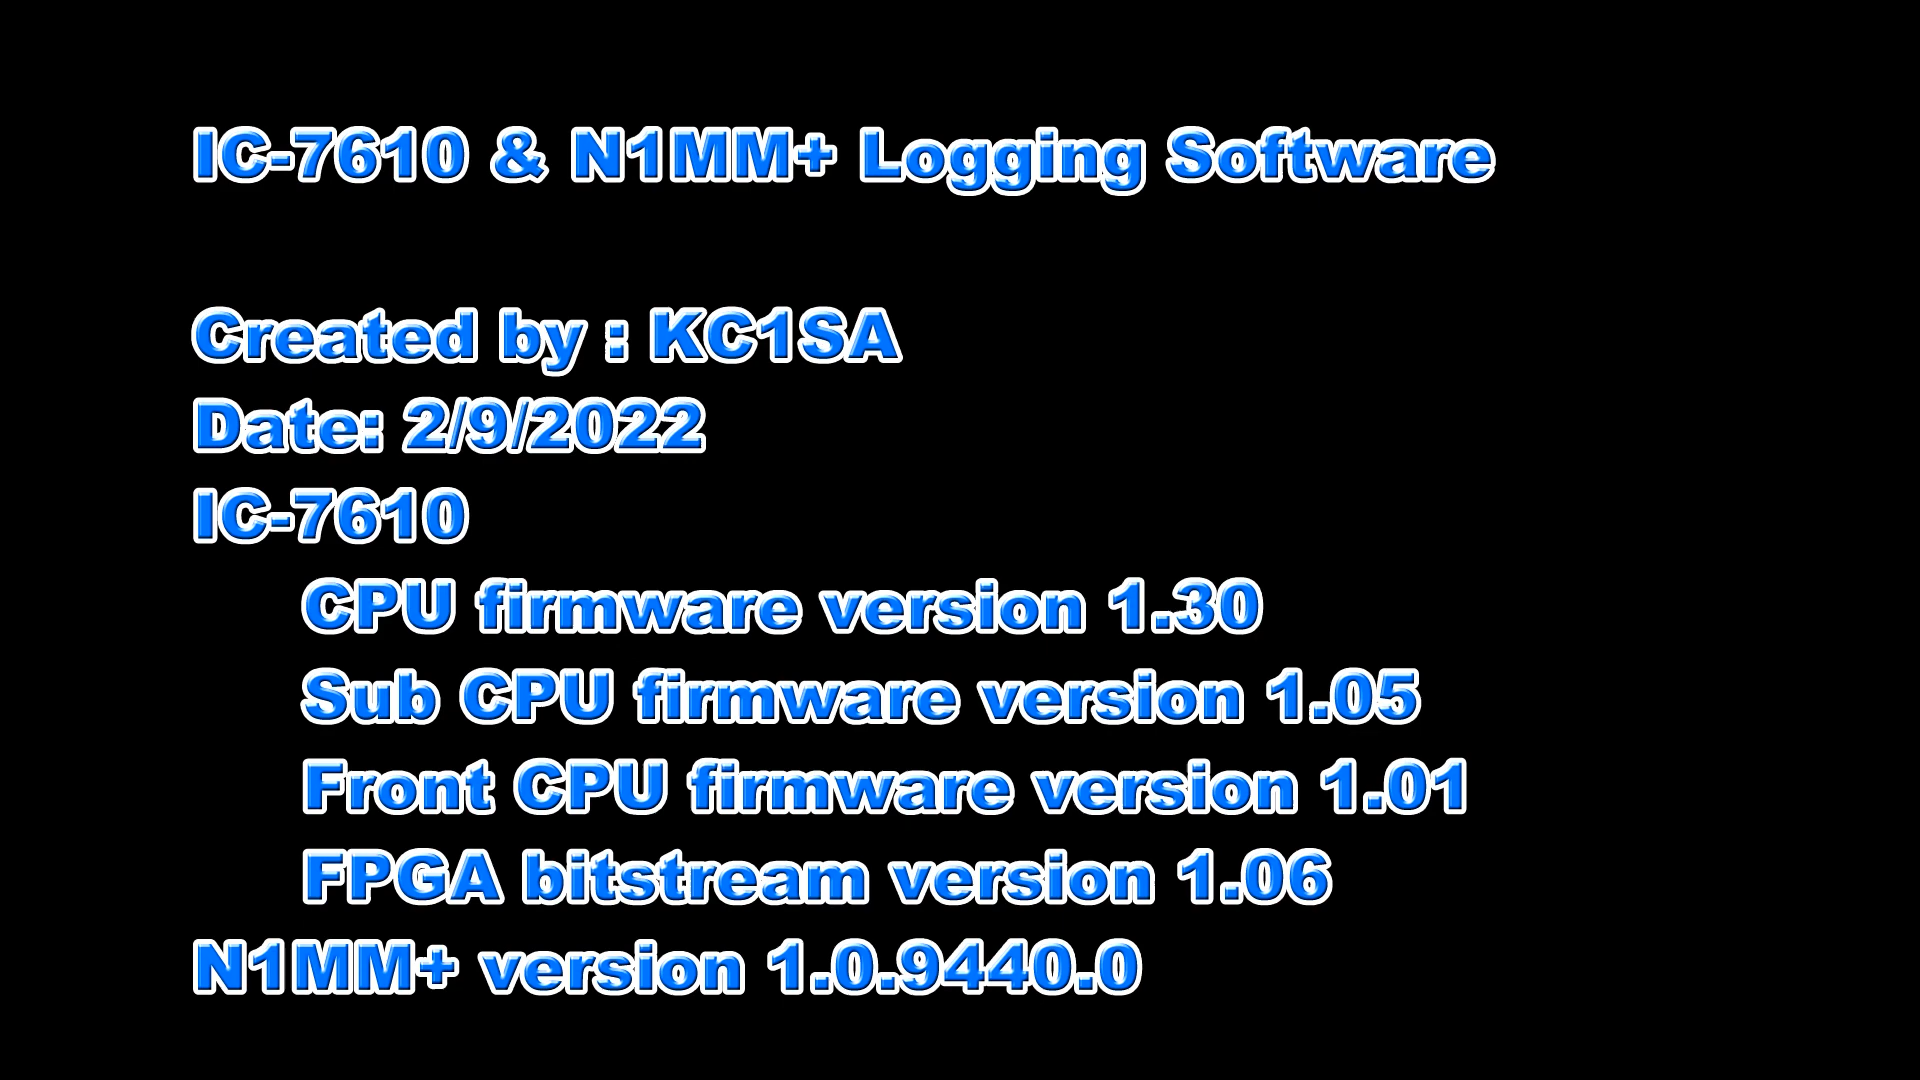 IC-7610 & N1MM+ Logging Software
Created by : KC1SA
Date: 2/9/2022
IC-7610
CPU firmware version 1.30
Sub CPU firmware version 1.05
Front CPU firmware version 1.01
FPGA bitstream version 1.06
N1MM+ version 1.0.9440.0